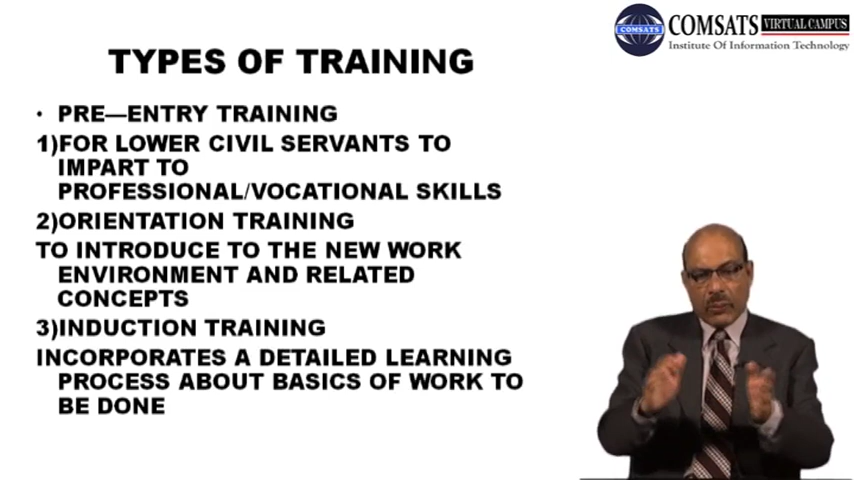 COMSATS VIRTUAL CAMPUS
COMSATS
Institute Of Information Technology
TYPES OF TRAINING
• PRE—ENTRY TRAINING
1)FOR LOWER CIVIL SERVANTS TO
IMPART TO
PROFESSIONAL/VOCATIONAL SKILLS
2)ORIENTATION TRAINING
TO INTRODUCE TO THE NEW WORK
ENVIRONMENT AND RELATED
CONCEPTS
3)INDUCTION TRAINING
INCORPORATES A DETAILED LEARNING
PROCESS ABOUT BASICS OF WORK TO
BE DONE